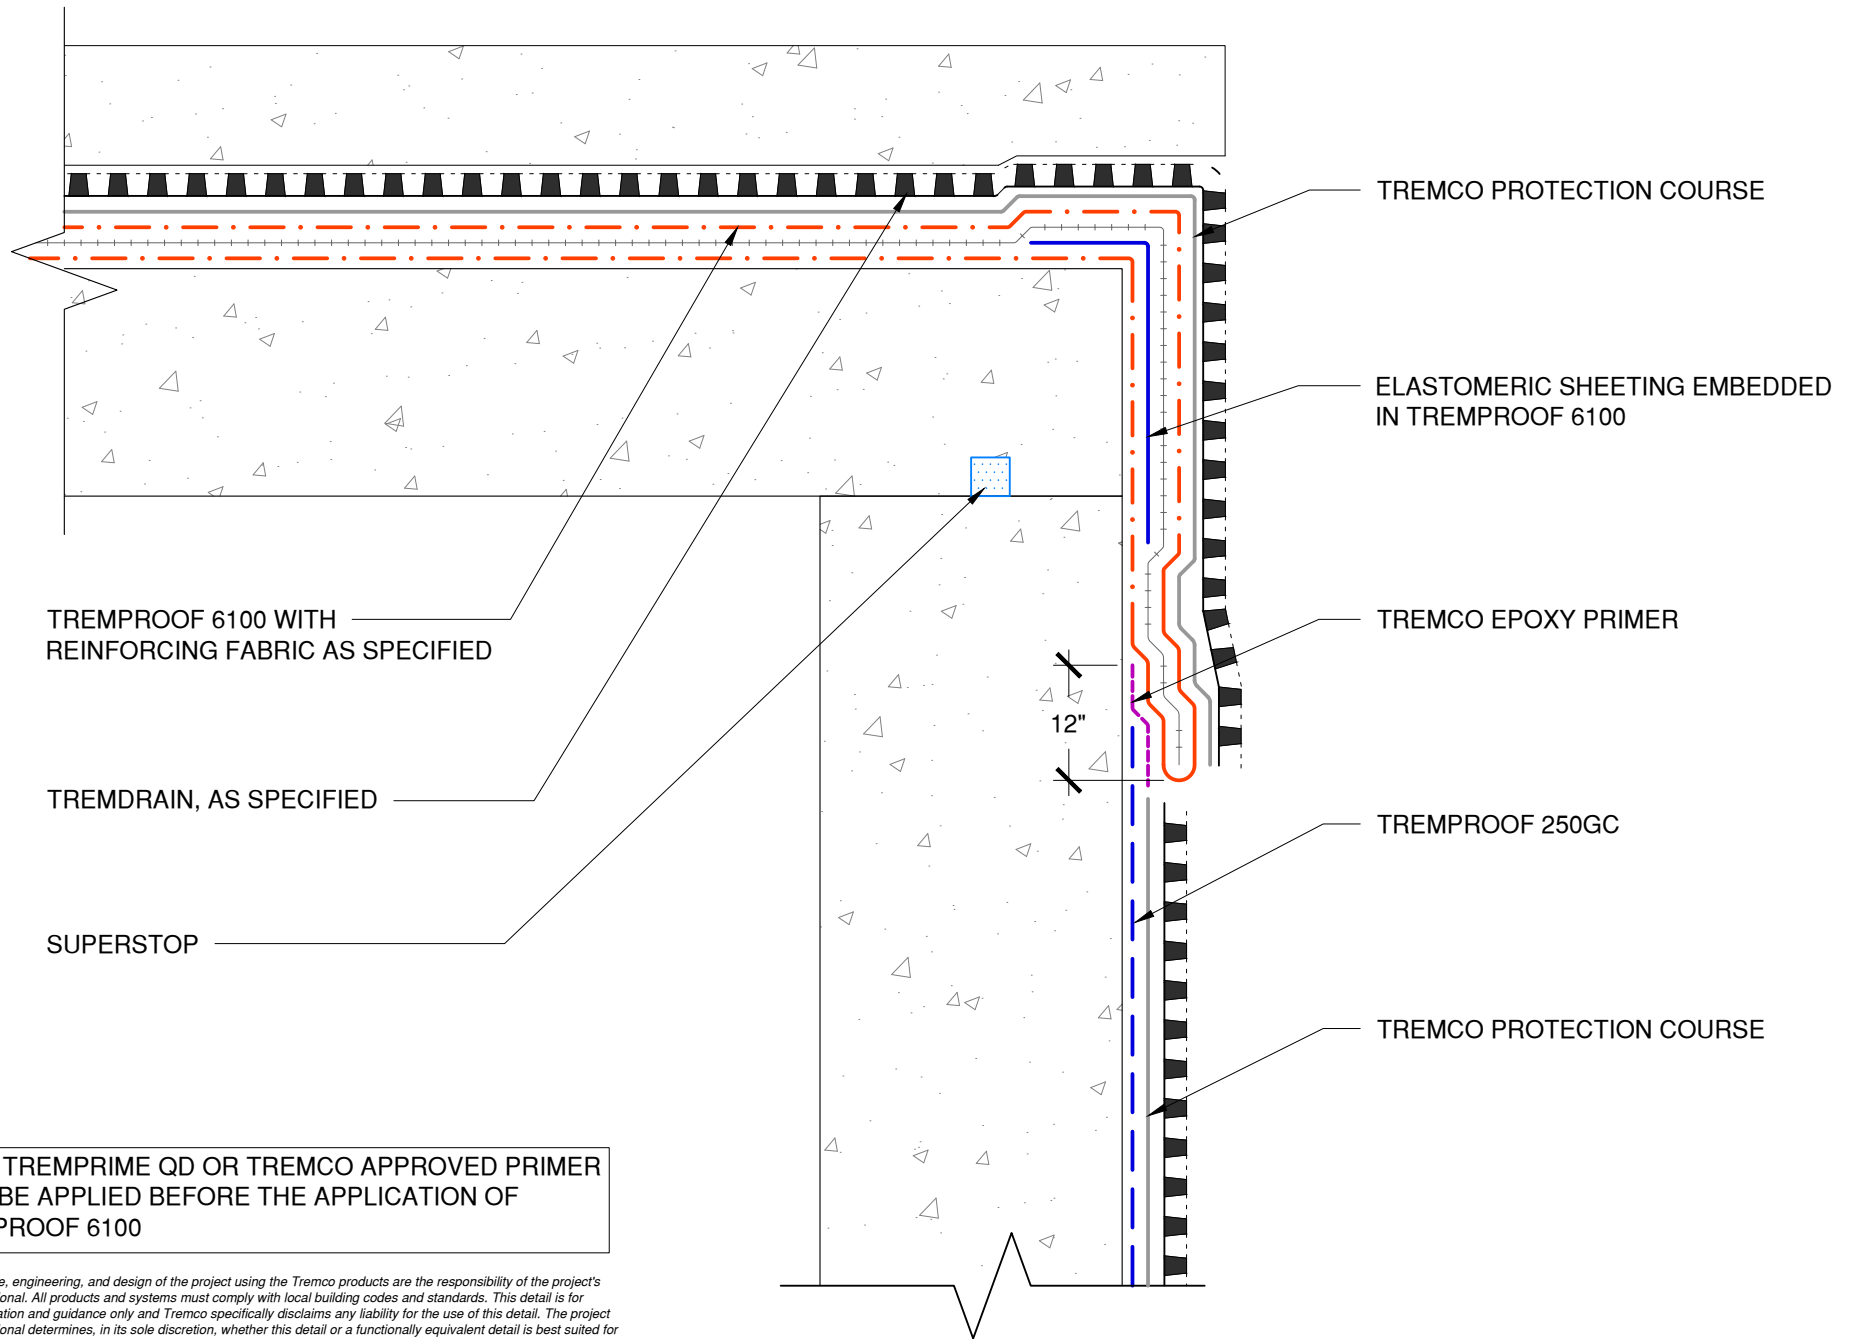 TREMCO PROTECTION COURSE
ELASTOMERIC SHEETING EMBEDDED
IN TREMPROOF 6100
TREMPROOF 6100 WITH
REINFORCING FABRIC AS SPECIFIED
TREMCO EPOXY PRIMER
12"
TREMDRAIN, AS SPECIFIED
TREMPROOF 250GC
SUPERSTOP
TREMCO PROTECTION COURSE
TREMPRIME QD OR TREMCO APPROVED PRIMER
BE APPLIED BEFORE THE APPLICATION OF
PROOF 6100
e, engineering, and design of the project using the Tremco products are the responsibility of the project's
ional. All products and systems must comply with local building codes and standards. This detail is for
ation and guidance only and Tremco specifically disclaims any liability for the use of this detail. The project
ional determines, in its sole discretion, whether this detail or a functionally equivalent detail is best suited for